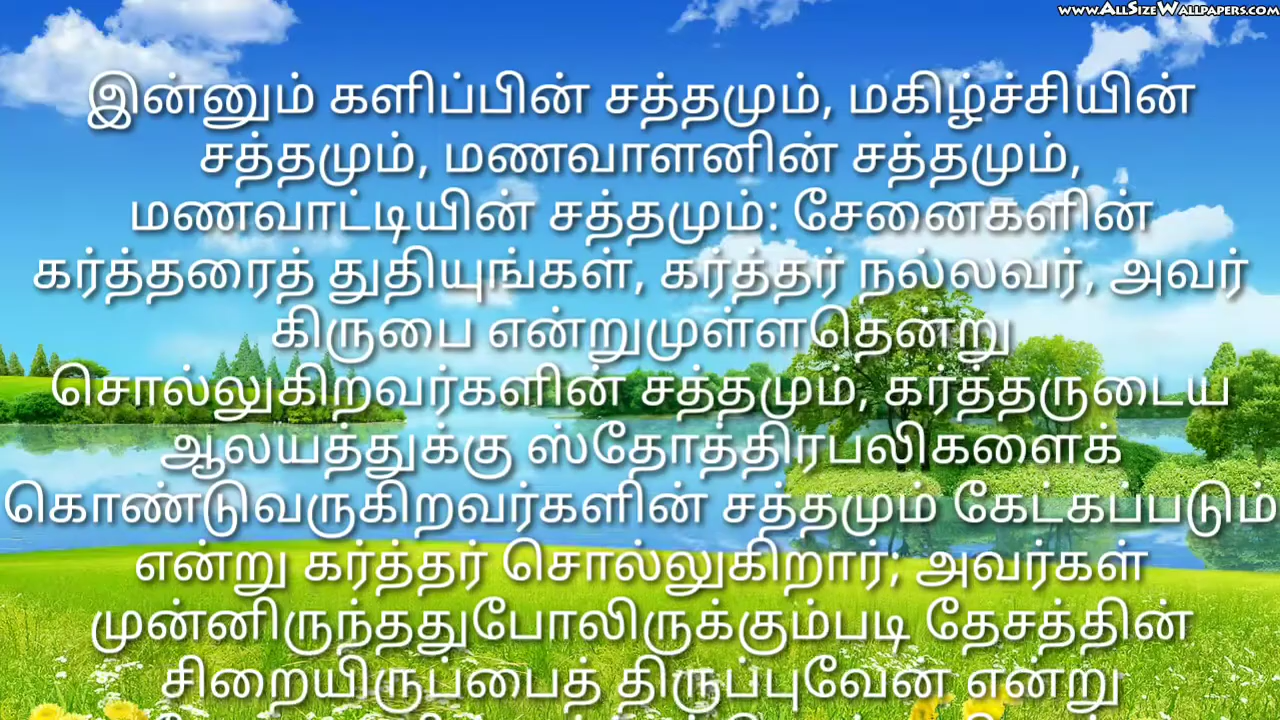 www.AllSizeWallpapers.com
இன்னும் களிப்பின் சத்தமும், மகிழ்ச்சியின்
சத்தமும், மணவாளனின் சத்தமும்,
மணவாட்டியின் சத்தமும்: சேனைகளின்
கர்த்தரைத் துதியுங்கள், கர்த்தர் நல்லவர், அவர்
கிருபை என்றுமுள்ளதென்று
சொல்லுகிறவர்களின் சத்தமும், கர்த்தருடைய
ஆலயத்துக்கு ஸ்தோத்திரபலிகளைக்
கொண்டுவருகிறவர்களின் சத்தமும் கேட்கப்படும்
என்று கர்த்தர் சொல்லுகிறார்; அவர்கள்
முன்னிருந்ததுபோலிருக்கும்படி தேசத்தின்
சிறையிருப்பைத் திருப்புவேன் என்று